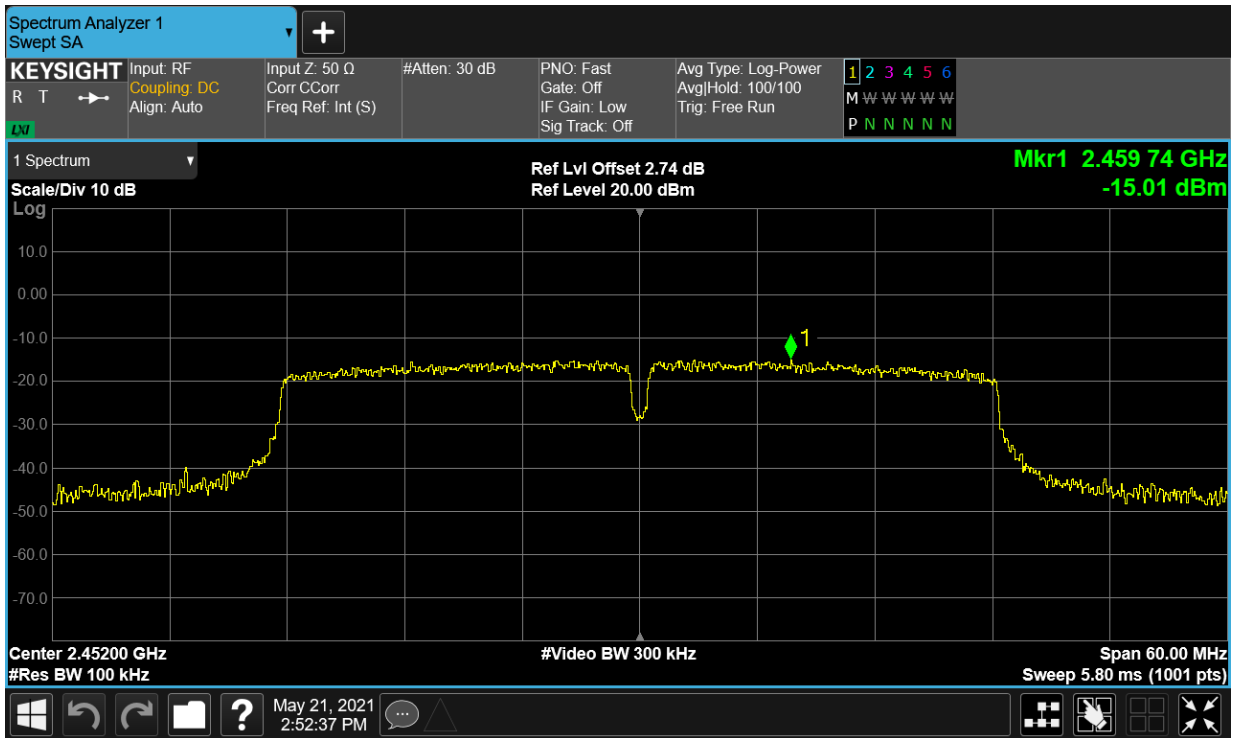 Spectrum Analyzer 1
Swept SA
+
KEYSIGHT
R T
LXI
Input: RF
Coupling: DC
Align: Auto
Input Z: 50 Ω
Corr CCorr
Freq Ref: Int (S)
#Atten: 30 dB
PNO: Fast
Gate: Off
IF Gain: Low
Sig Track: Off
Avg Type: Log-Power
Avg|Hold: 100/100
Trig: Free Run
1 2 3 4 5 6
M W W W W W
P N N N N N N
1 Spectrum
Scale/Div 10 dB
Log
Ref Lvl Offset 2.74 dB
Ref Level 20.00 dBm
Mkr1 2.459 74 GHz
-15.01 dBm
10.0
0.00
-10.0
-20.0
-30.0
-40.0
-50.0
-60.0
-70.0
1
Center 2.45200 GHz
#Res BW 100 kHz
#Video BW 300 kHz
Span 60.00 MHz
Sweep 5.80 ms (1001 pts)
?
May 21, 2021
2:52:37 PM